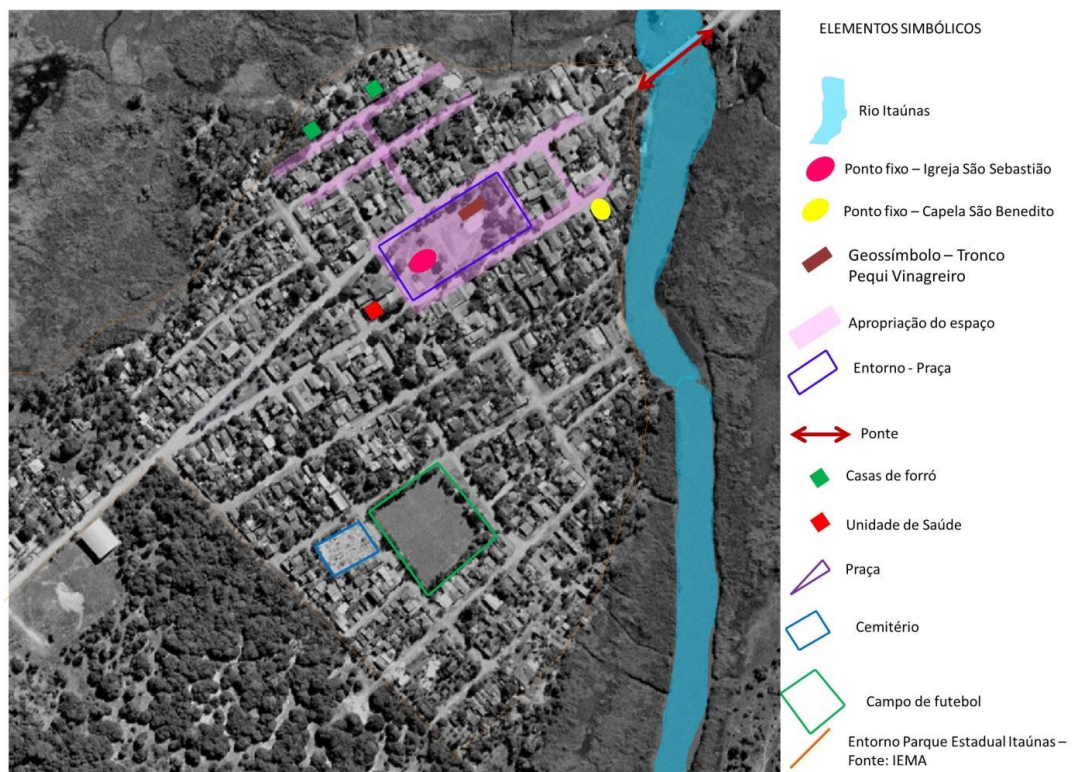 ELEMENTOS SIMBÓLICOS
Rio Itaúnas
Ponto fixo – Igreja São Sebastião
Ponto fixo – Capela São Benedito
Geossímbolo – Tronco
Pequi Vinagreiro
Apropriação do espaço
Entorno - Praça
Ponte
Casas de forró
Unidade de Saúde
Praça
Cemitério
Campo de futebol
Entorno Parque Estadual Itaúnas –
Fonte: IEMA